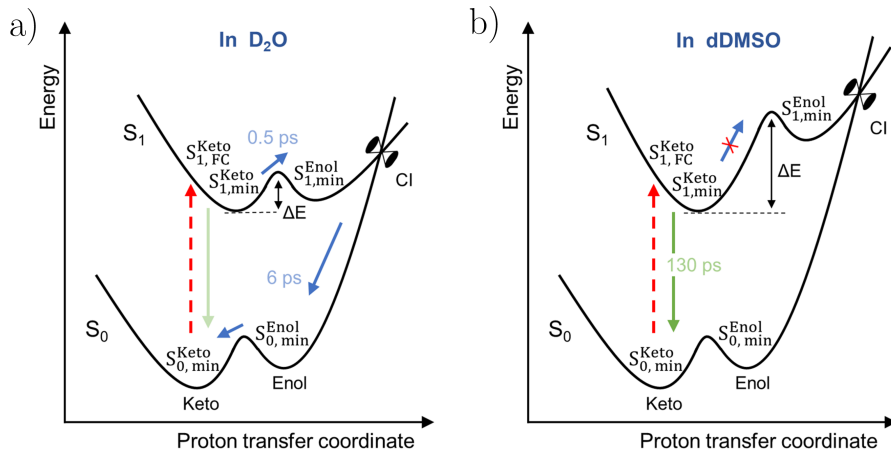 a)
In D₂O
Energy
S₁
0.5 ps
S₁,FC^Keto
S₁,min^Keto
S₁,min^Enol
CI
ΔE
6 ps
S₀
S₀, min^Keto
S₀, min^Enol
Enol
Keto
Proton transfer coordinate
b)
In dDMSO
Energy
S₁
S₁,min^Enol
S₁,FC^Keto
CI
S₁,min^Keto
ΔE
130 ps
S₀
S₀, min^Keto
S₀, min^Enol
Enol
Keto
Proton transfer coordinate